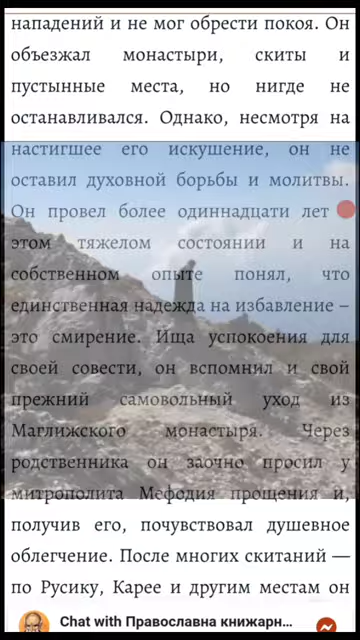 нападений и не мог обрести покоя. Он
объезжал монастыри, скиты и
пустынные места, но нигде не
останавливался. Однако, несмотря на
настигшее его искушение, он не
оставил духовной борьбы и молитвы.
Он провел более одиннадцати лет
этом тяжелом состоянии и на
собственном опыте понял, что
единственная надежда на избавление –
это смирение. Ища успокоения для
своей совести, он вспомнил и свой
прежний самовольный уход из
Маглижского монастыря. Через
родственника он заочно просил у
митрополита Мефодия прощения и,
получив его, почувствовал душевное
облегчение. После многих скитаний —
по Русику, Карее и другим местам он
Chat with Православна книжарн...